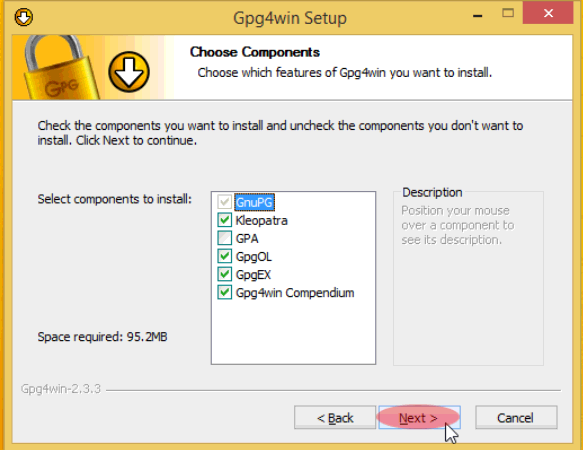 Gpg4win Setup
GPG
Choose Components
Choose which features of Gpg4win you want to install.
Check the components you want to install and uncheck the components you don't want to
install. Click Next to continue.
Select components to install:
GnuPG
Kleopatra
GPA
GpgOL
GpgEX
Gpg4win Compendium
Description
Position your mouse
over a component to
see its description.
Space required: 95.2MB
Gpg4win-2.3.3
< Back
Next >
Cancel